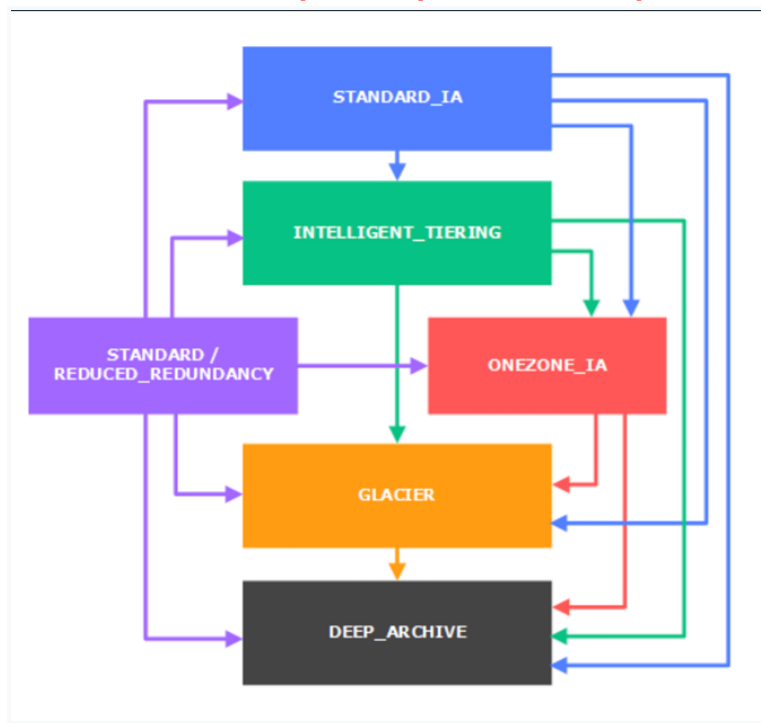 STANDARD_IA
INTELLIGENT_TIERING
STANDARD /
REDUCED_REDUNDANCY
ONEZONE_IA
GLACIER
DEEP_ARCHIVE